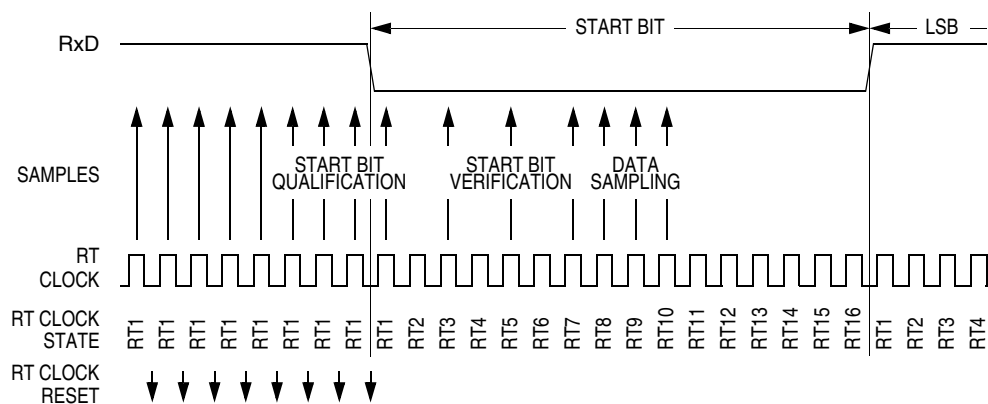 START BIT
LSB
RxD
SAMPLES
START BIT
QUALIFICATION
START BIT
VERIFICATION
DATA
SAMPLING
RT
CLOCK
RT CLOCK
STATE
RT1 RT1 RT1 RT1 RT1 RT1 RT1 RT1 RT1 RT2 RT3 RT4 RT5 RT6 RT7 RT8 RT9 RT10 RT11 RT12 RT13 RT14 RT15 RT16 RT1 RT2 RT3 RT4
RT CLOCK
RESET